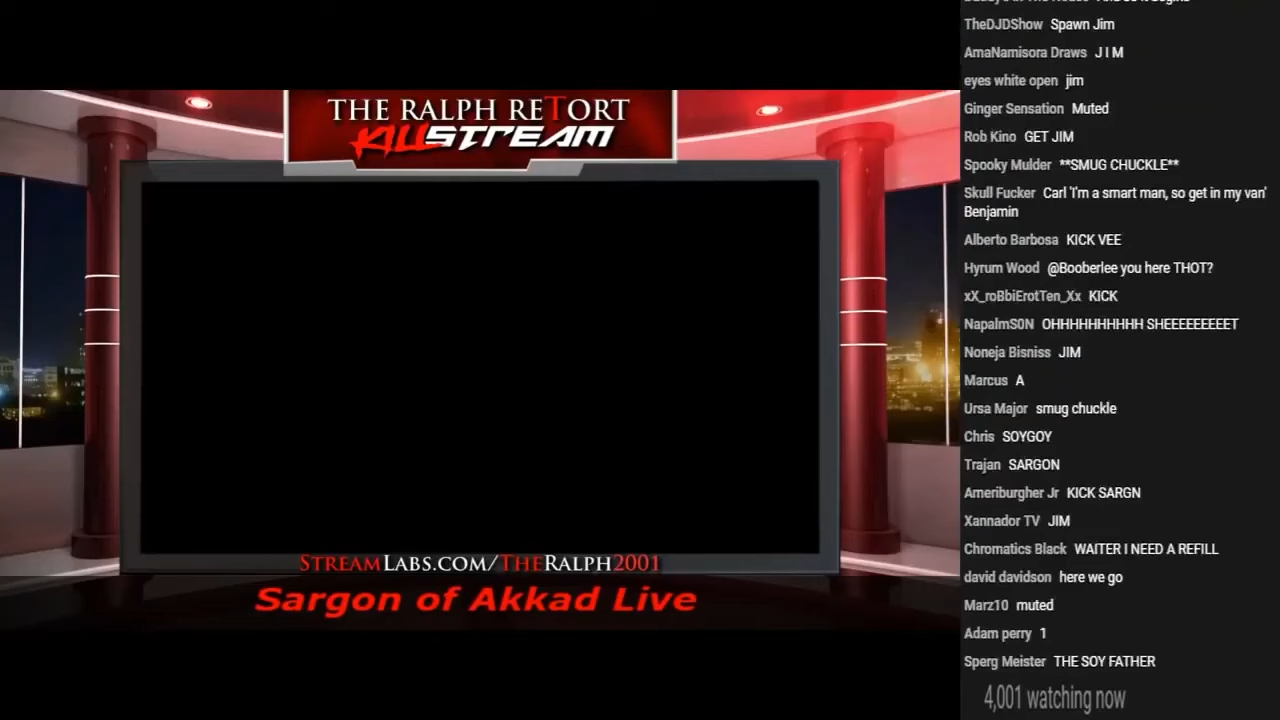 THE RALPH RETORT
KILLSTREAM
STREAMLABS.COM/THERALPH2001
Sargon of Akkad Live
TheDJDShow Spawn Jim
AmaNamisora Draws J I M
eyes white open jim
Ginger Sensation Muted
Rob Kino GET JIM
Spooky Mulder **SMUG CHUCKLE**
Skull Fucker Carl 'I'm a smart man, so get in my van'
Benjamin
Alberto Barbosa KICK VEE
Hyrum Wood @Booberlee you here THOT?
xX_roBbiErotTen_Xx KICK
NapalmS0N OHHHHHHHHHH SHEEEEEEEEET
Noneja Bisniss JIM
Marcus A
Ursa Major smug chuckle
Chris SOYGOY
Trajan SARGON
Ameriburgher Jr KICK SARGN
Xannador TV JIM
Chromatics Black WAITER I NEED A REFILL
david davidson here we go
Marz10 muted
Adam perry 1
Sperg Meister THE SOY FATHER
4,001 watching now